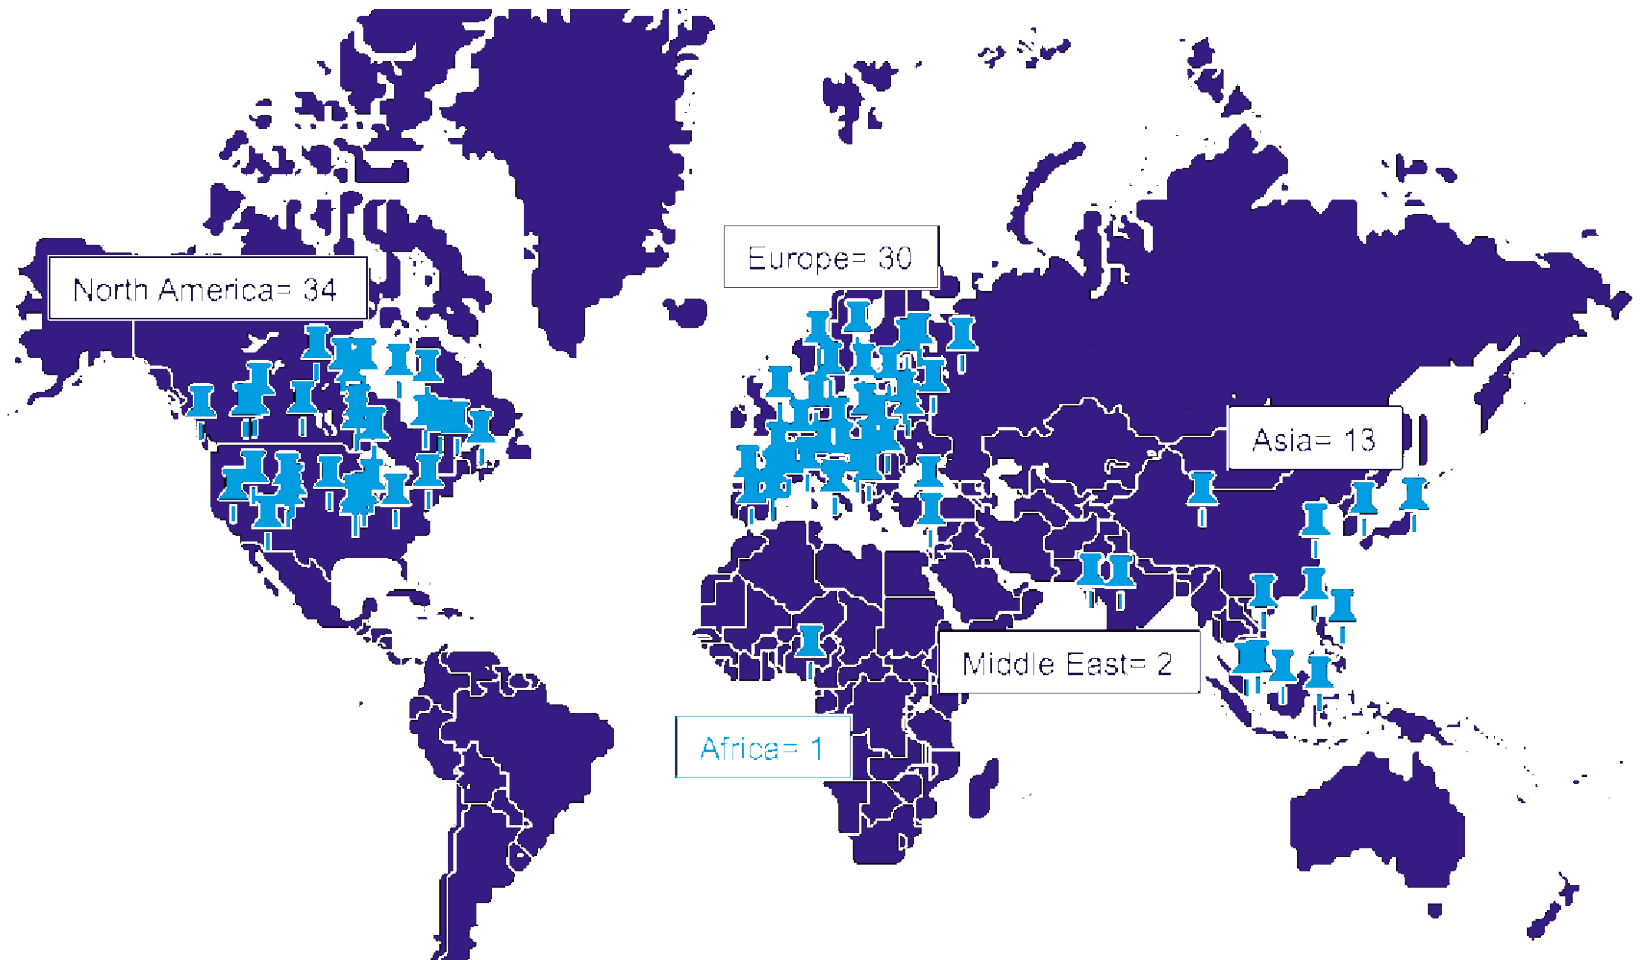 Europe= 30
North America= 34
Asia= 13
Middle East= 2
Africa= 1